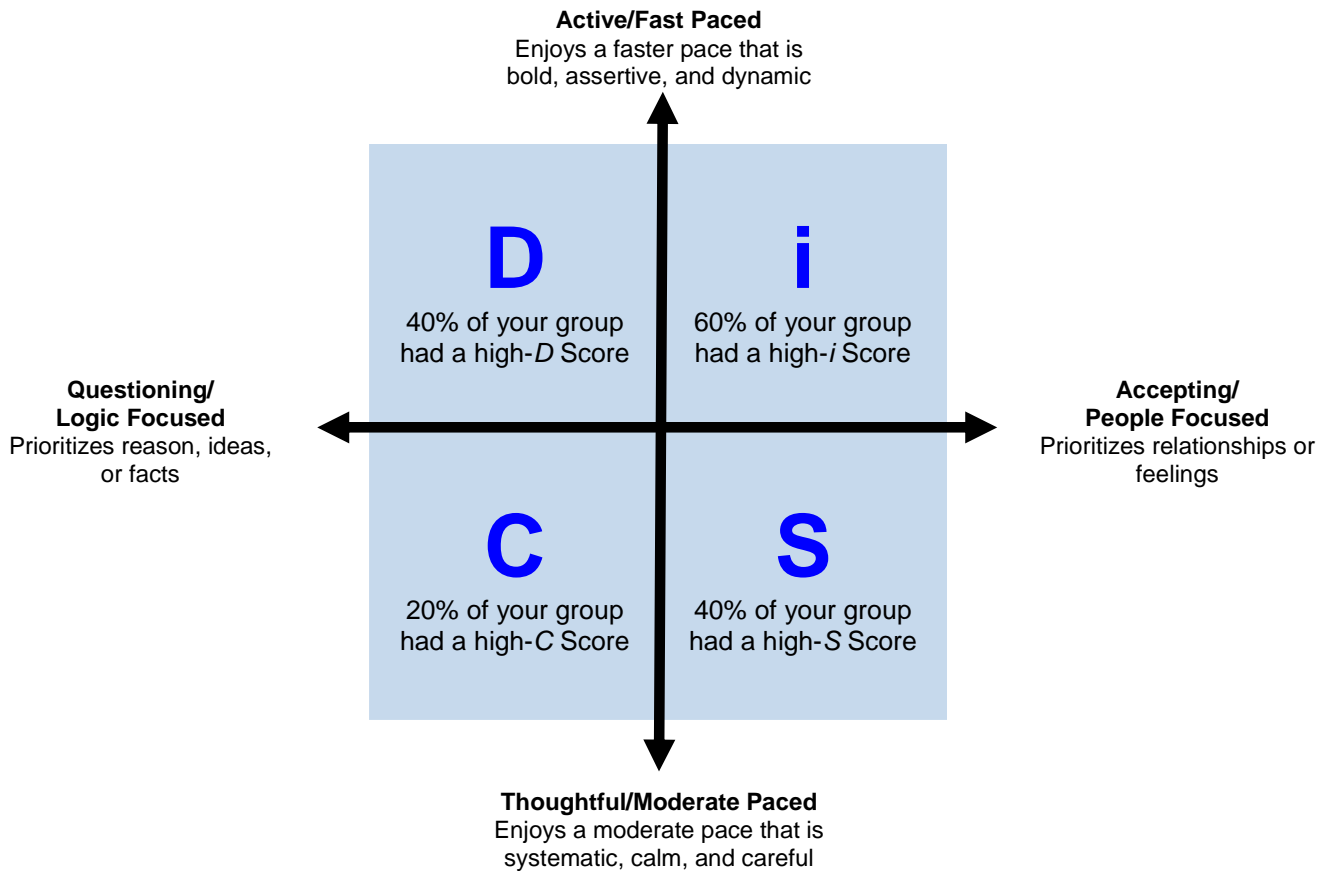 Active/Fast Paced
Enjoys a faster pace that is
bold, assertive, and dynamic
D
40% of your group
had a high-D Score
i
60% of your group
had a high-i Score
Questioning/
Logic Focused
Prioritizes reason, ideas,
or facts
Accepting/
People Focused
Prioritizes relationships or
feelings
C
20% of your group
had a high-C Score
S
40% of your group
had a high-S Score
Thoughtful/Moderate Paced
Enjoys a moderate pace that is
systematic, calm, and careful